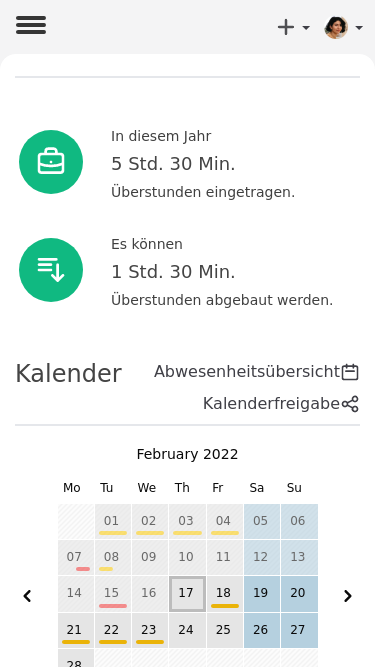 In diesem Jahr
5 Std. 30 Min.
Überstunden eingetragen.
Es können
1 Std. 30 Min.
Überstunden abgebaut werden.
Kalender
Abwesenheitsübersicht
Kalenderfreigabe
February 2022
Mo Tu We Th Fr Sa Su
01 02 03 04 05 06
07 08 09 10 11 12 13
14 15 16 17 18 19 20
21 22 23 24 25 26 27
28